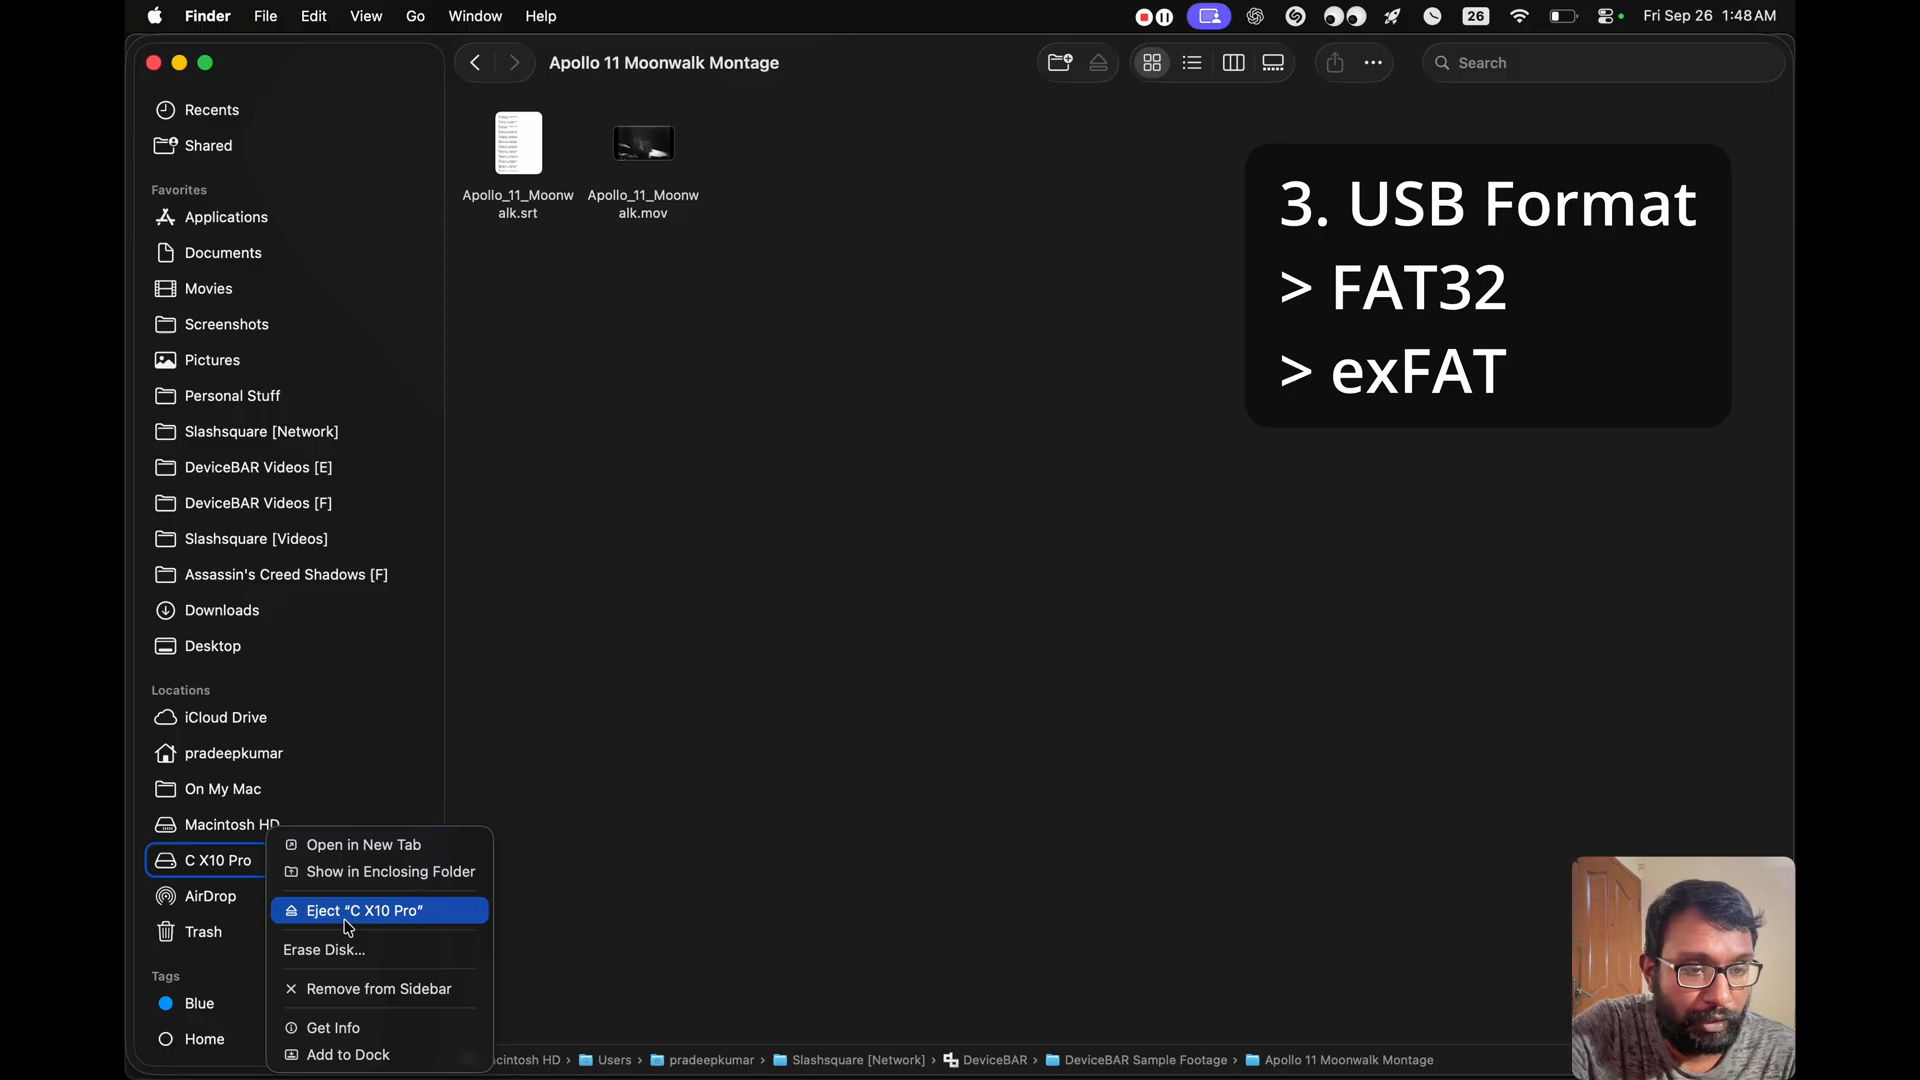 Finder File Edit View Go Window Help
26
Fri Sep 26 1:48 AM
Apollo 11 Moonwalk Montage
Search
Recents
Shared
Favorites
Applications
Documents
Movies
Screenshots
Pictures
Personal Stuff
Slashsquare [Network]
DeviceBAR Videos [E]
DeviceBAR Videos [F]
Slashsquare [Videos]
Assassin's Creed Shadows [F]
Downloads
Desktop
Locations
iCloud Drive
pradeepkumar
On My Mac
Macintosh HD
C X10 Pro
AirDrop
Trash
Tags
Blue
Home
Apollo_11_Moonw
alk.srt
Apollo_11_Moonw
alk.mov
3. USB Format
> FAT32
> exFAT
Open in New Tab
Show in Enclosing Folder
Eject “C X10 Pro”
Erase Disk...
Remove from Sidebar
Get Info
Add to Dock
cintosh HD › Users › pradeepkumar › Slashsquare [Network] › DeviceBAR › DeviceBAR Sample Footage › Apollo 11 Moonwalk Montage